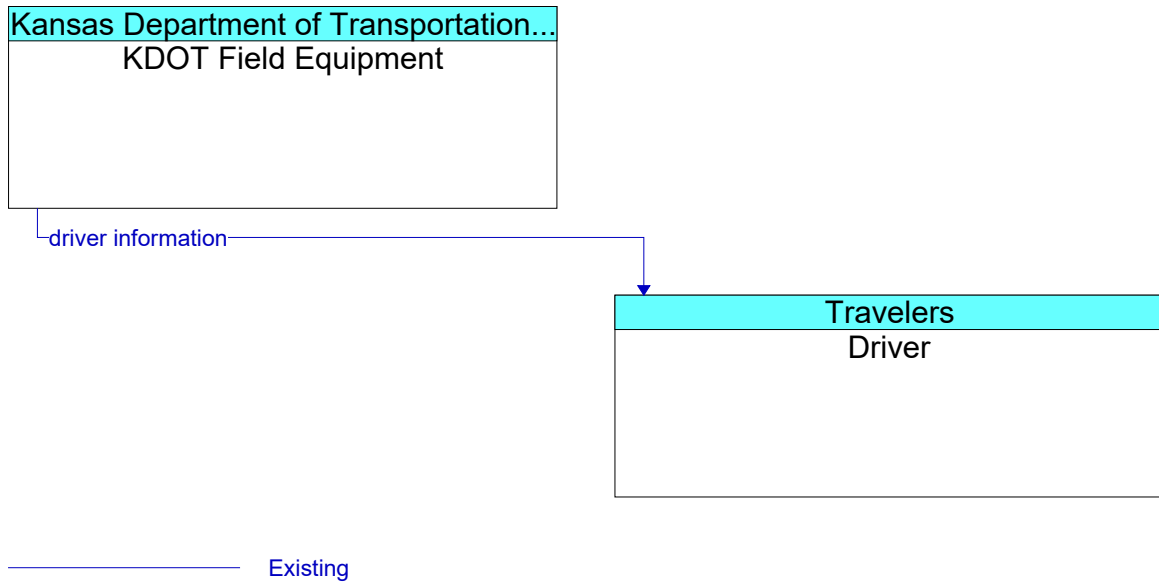 Kansas Department of Transportation...
KDOT Field Equipment
driver information
Travelers
Driver
Existing